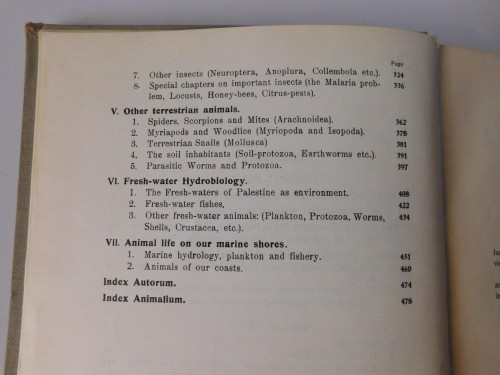 Page
7. Other insects (Neuroptera, Anoplura, Collembola etc.). 324
8. Special chapters on important insects (the Malaria prob- 336
lem, Locusts, Honey-bees, Citrus-pests).
V. Other terrestrian animals.
1. Spiders, Scorpions and Mites (Arachnoidea). 362
2. Myriapods and Woodlice (Myriopoda and Isopoda). 378
3. Terrestrian Snails (Mollusca) 381
4. The soil inhabitants (Soil-protozoa, Earthworms etc.). 391
5. Parasitic Worms and Protozoa. 397
VI. Fresh-water Hydrobiology.
1. The Fresh-waters of Palestine as environment. 408
2. Fresh-water fishes. 422
3. Other fresh-water animals: (Plankton, Protozoa, Worms, 434
Shells, Crustacea, etc.).
VII. Animal life on our marine shores.
1. Marine hydrology, plankton and fishery. 451
2. Animals of our coasts. 460
Index Autorum. 474
Index Animalium. 478